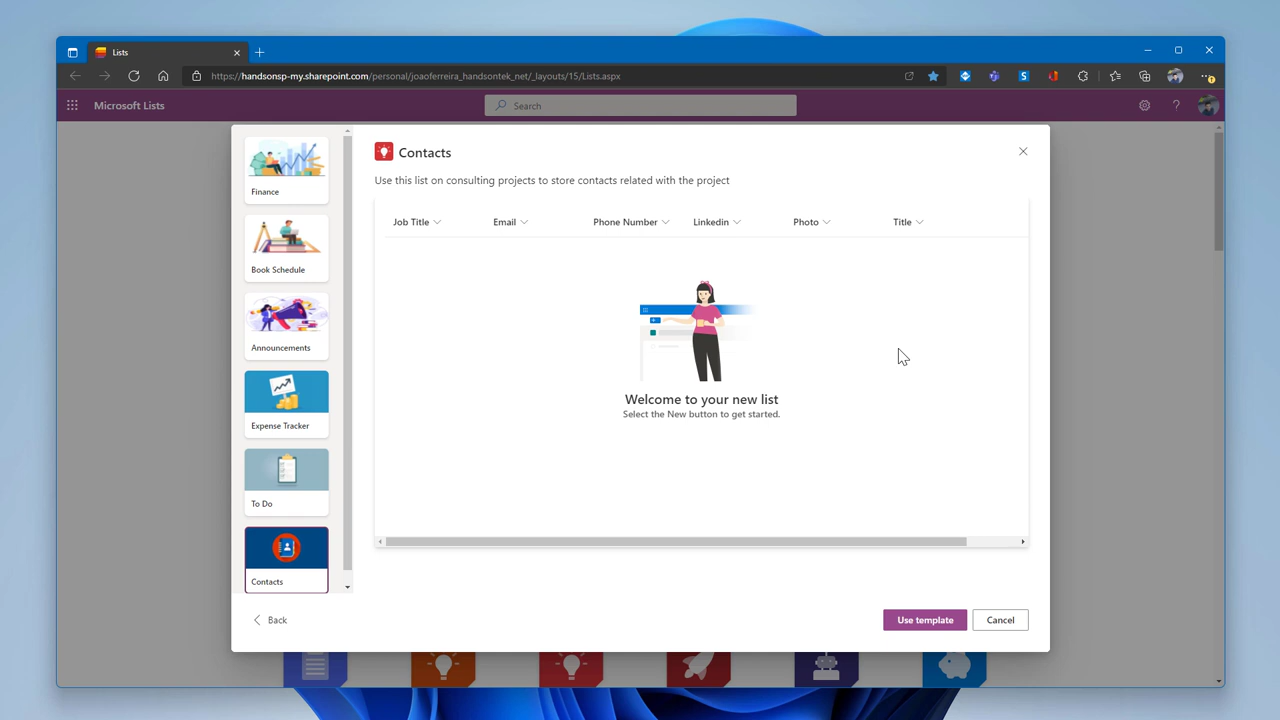 Lists
https://handsonsp-my.sharepoint.com/personal/joaoferreira_handsontek_net/_layouts/15/Lists.aspx
Microsoft Lists
Search
Finance
Book Schedule
Announcements
Expense Tracker
To Do
Contacts
Contacts
Use this list on consulting projects to store contacts related with the project
Job Title Email Phone Number Linkedin Photo Title
Welcome to your new list
Select the New button to get started.
Back
Use template Cancel